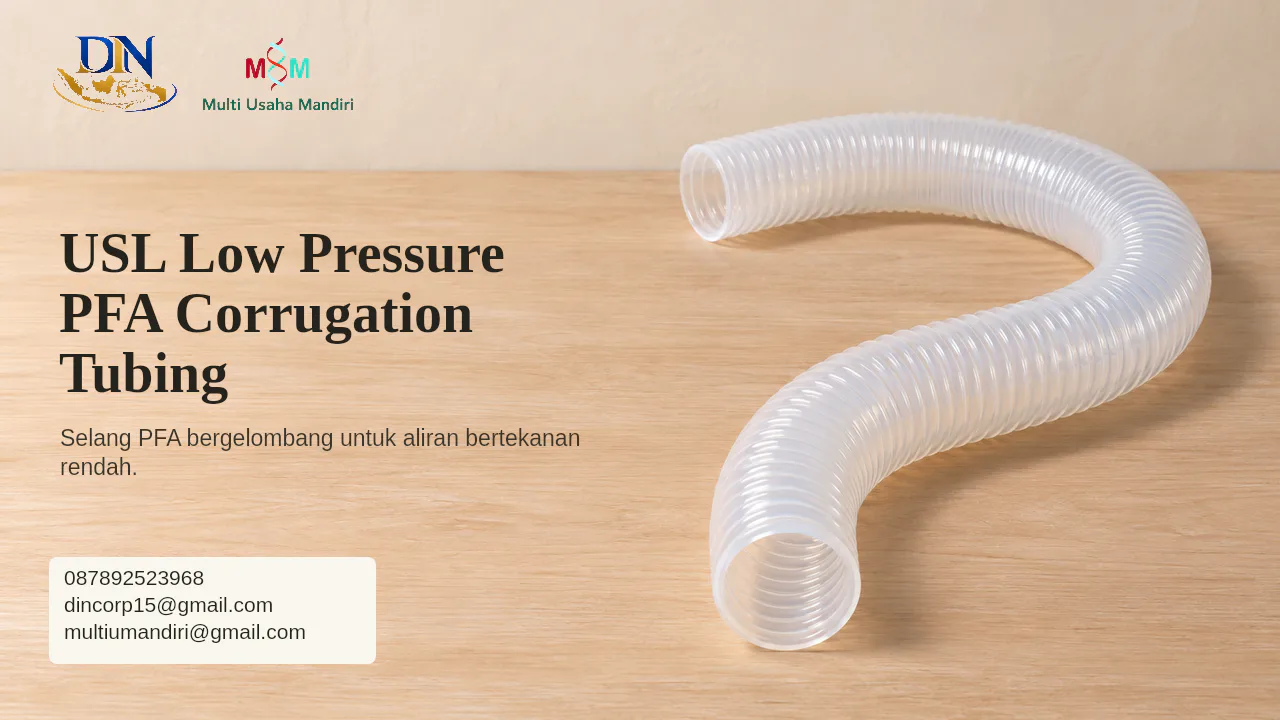 DIN
MSM
Multi Usaha Mandiri
USL Low Pressure
PFA Corrugation
Tubing
Selang PFA bergelombang untuk aliran bertekanan
rendah.
087892523968
dincorp15@gmail.com
multiumandiri@gmail.com